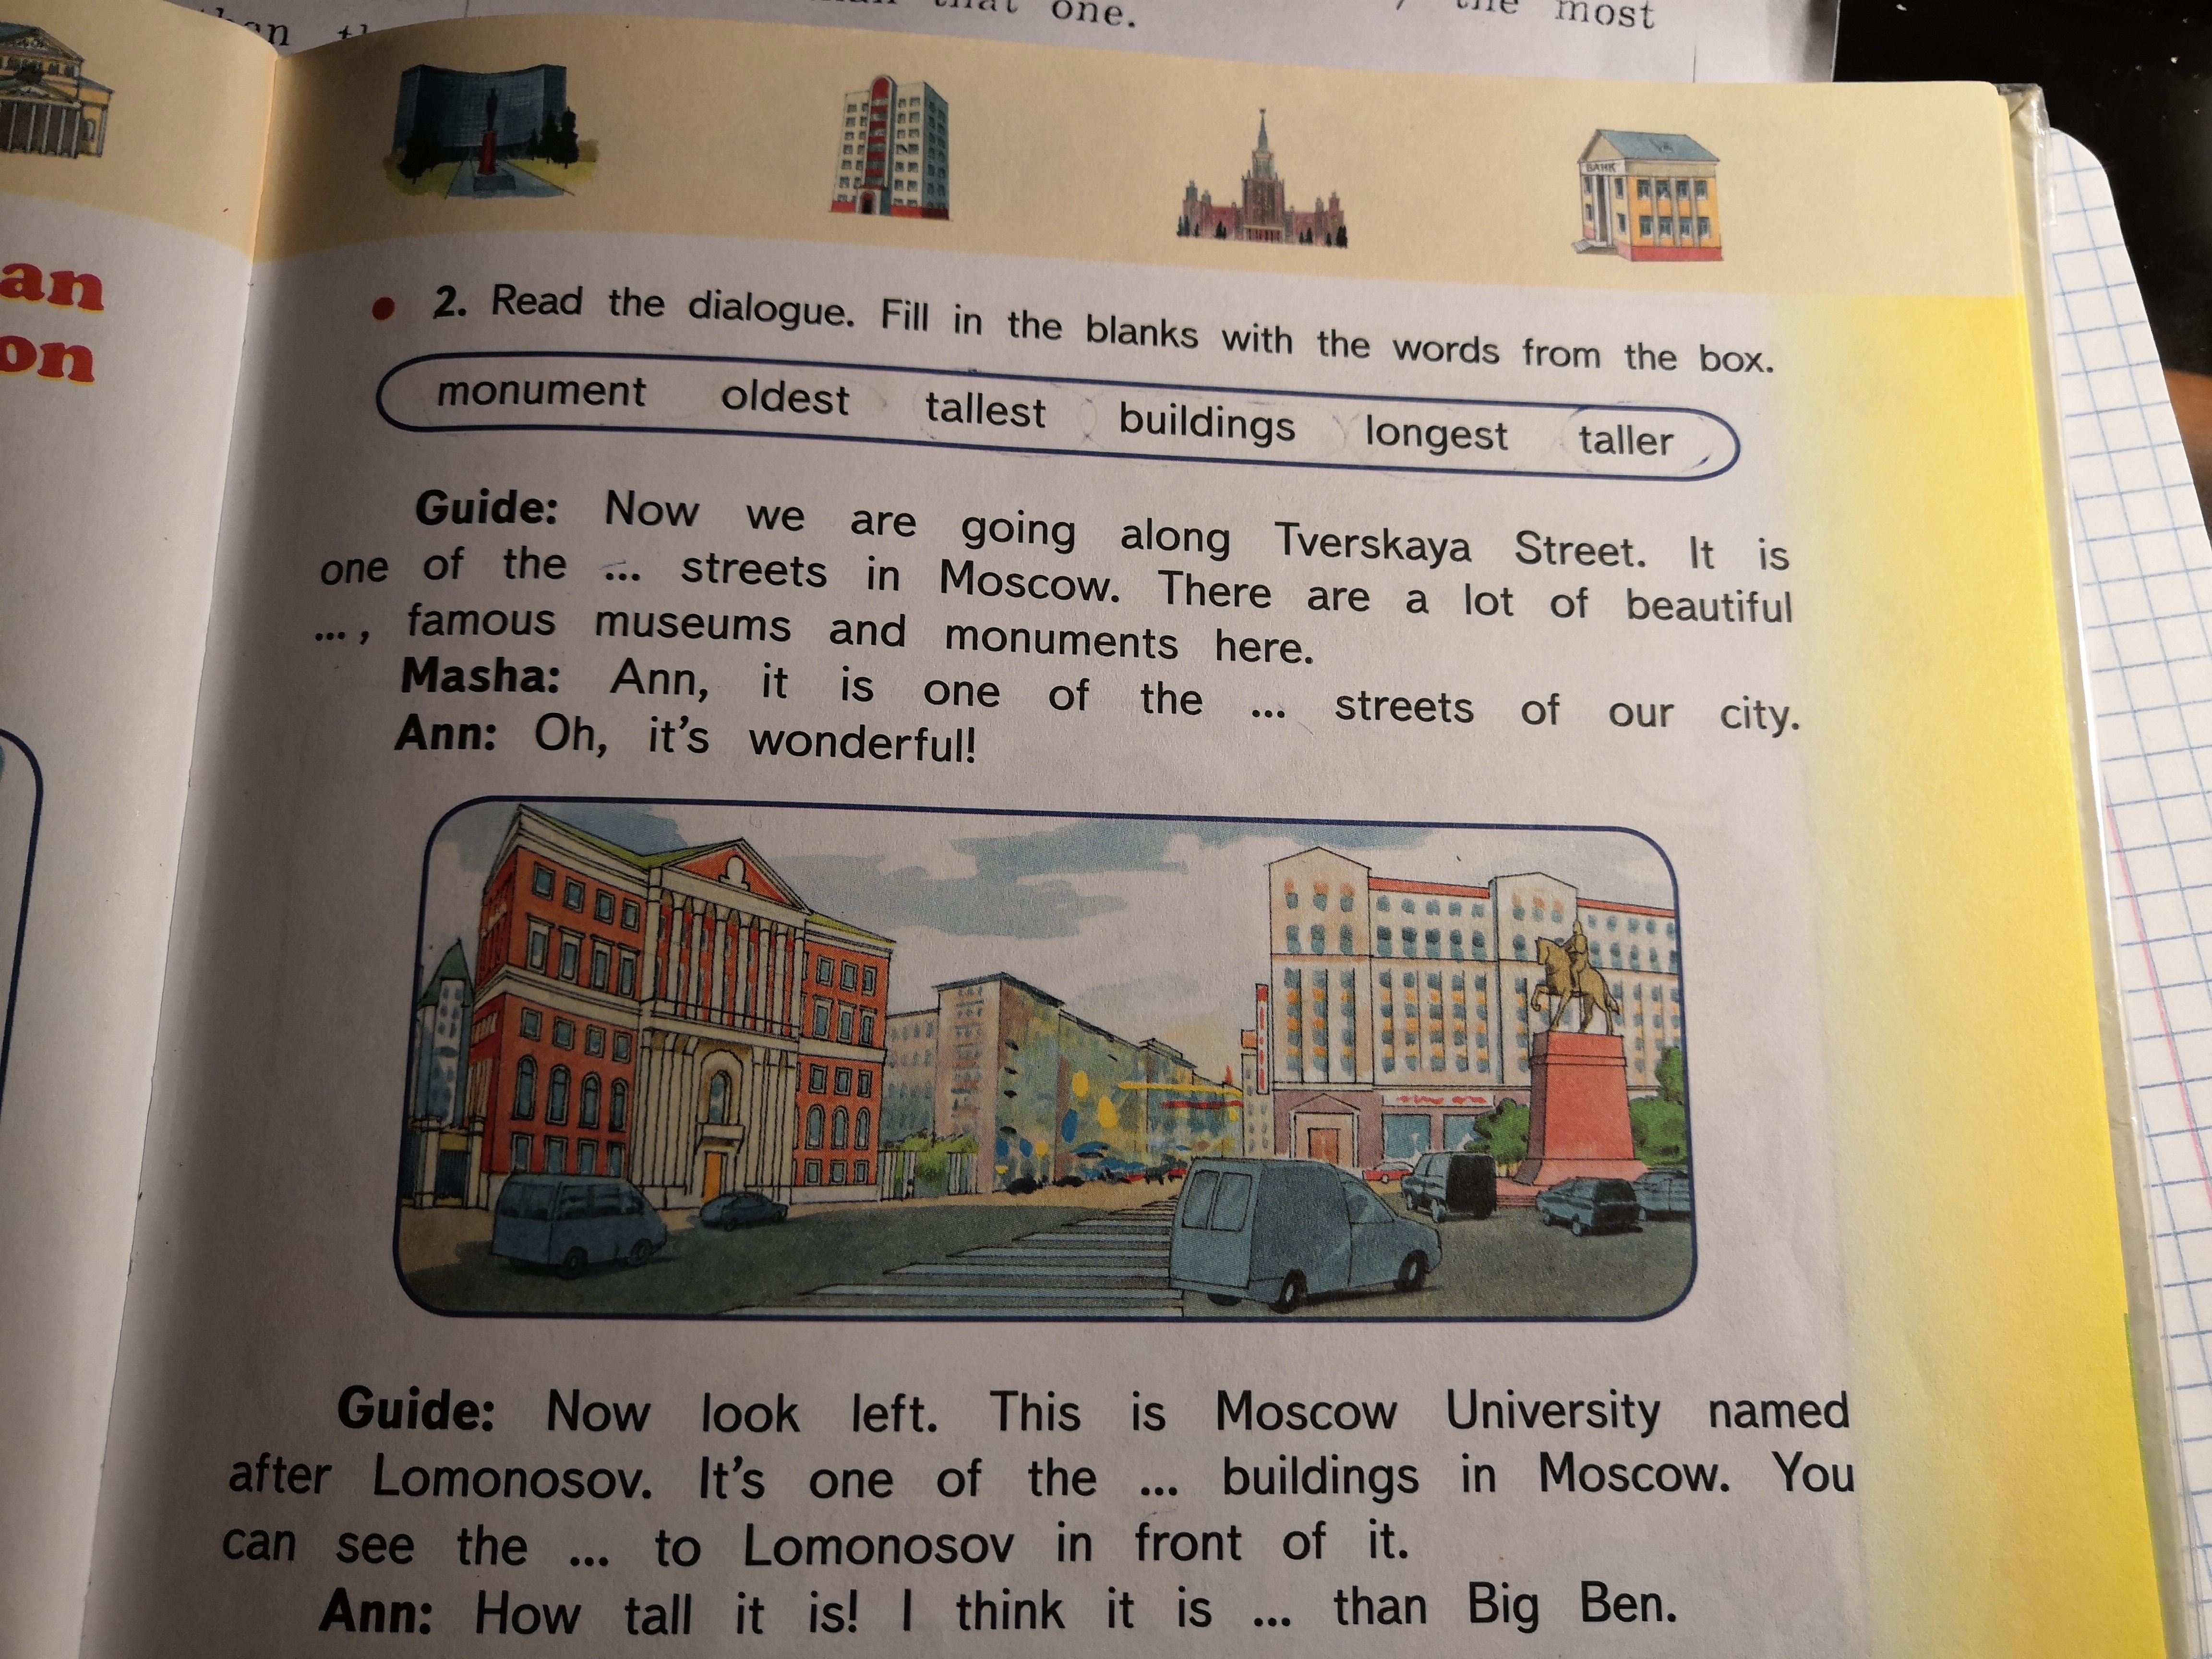 that one.
the most
an
on
БАНК
2. Read the dialogue. Fill in the blanks with the words from the box.
monument oldest tallest buildings longest taller
Guide: Now we are going along Tverskaya Street. It is
one of the ... streets in Moscow. There are a lot of beautiful
..., famous museums and monuments here.
Masha: Ann, it is one of the ... streets of our city.
Ann: Oh, it's wonderful!
Guide: Now look left. This is Moscow University named
after Lomonosov. It's one of the ... buildings in Moscow. You
can see the ... to Lomonosov in front of it.
Ann: How tall it is! I think it is ... than Big Ben.